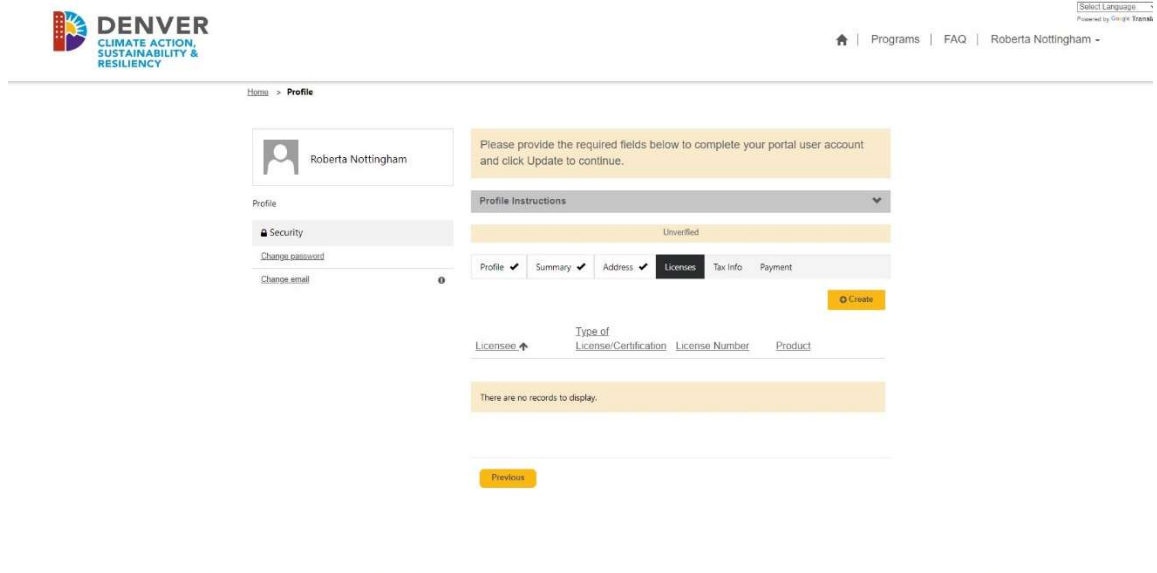 Select Language
Powered by Google Transla
DENVER
CLIMATE ACTION,
SUSTAINABILITY &
RESILIENCY
Programs | FAQ | Roberta Nottingham
Home > Profile
Roberta Nottingham
Please provide the required fields below to complete your portal user account
and click Update to continue.
Profile
Profile Instructions
Security
Unverified
Change password
Change email
Profile Summary Address Licenses Tax Info Payment
Create
Type of
Licensee License/Certification License Number Product
There are no records to display.
Previous